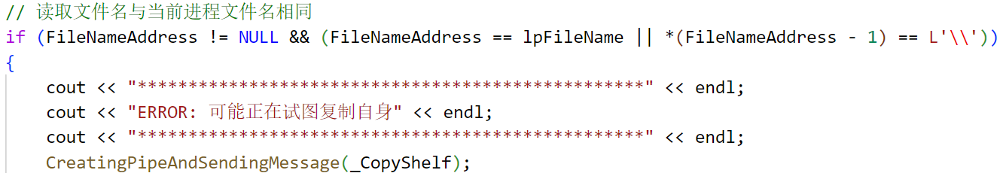 // 读取文件名与当前进程文件名相同
if (FileNameAddress != NULL && (FileNameAddress == lpFileName || *(FileNameAddress - 1) == L'\\'))
{
    cout << "**************************************************" << endl;
    cout << "ERROR: 可能正在试图复制自身" << endl;
    cout << "**************************************************" << endl;
    CreatingPipeAndSendingMessage(_CopyShelf);